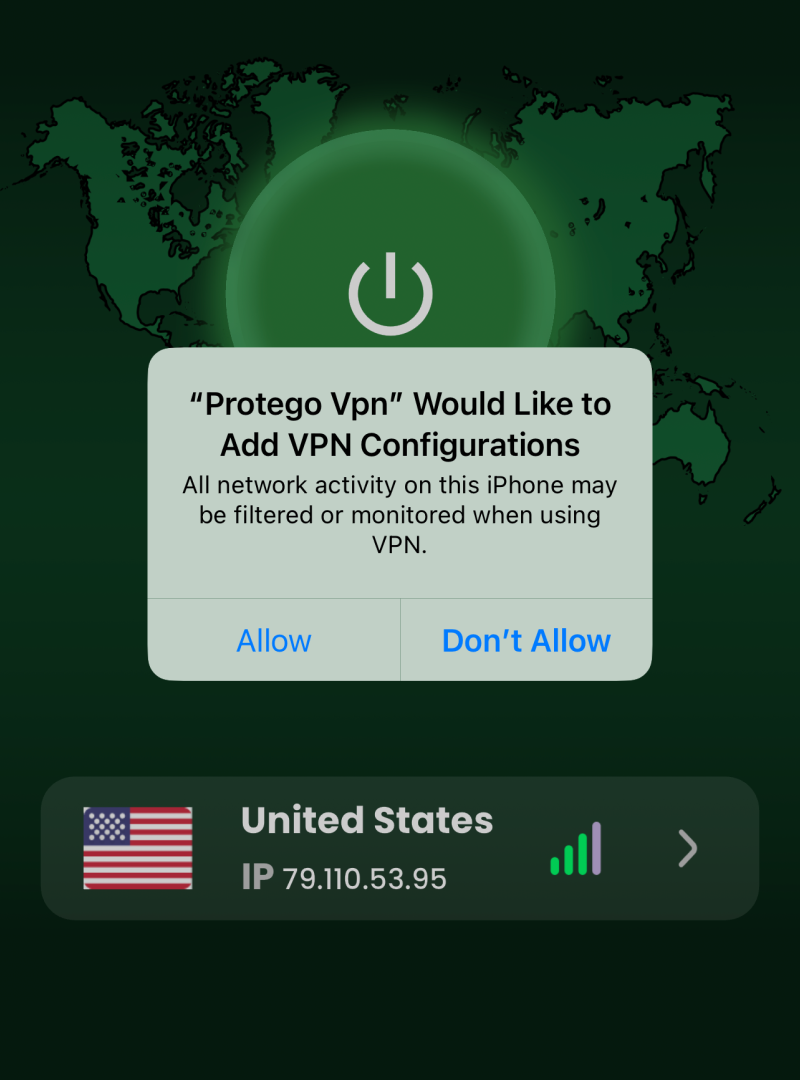 “Protego Vpn” Would Like to
Add VPN Configurations
All network activity on this iPhone may
be filtered or monitored when using
VPN.
Allow Don’t Allow
United States
IP 79.110.53.95